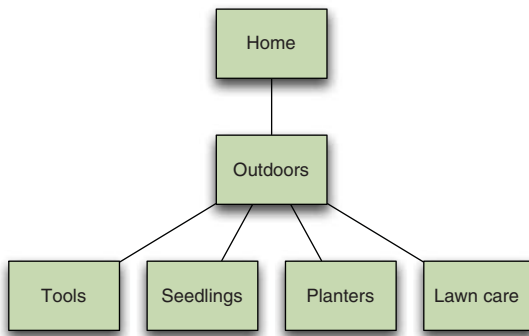 Home
Outdoors
Tools
Seedlings
Planters
Lawn care